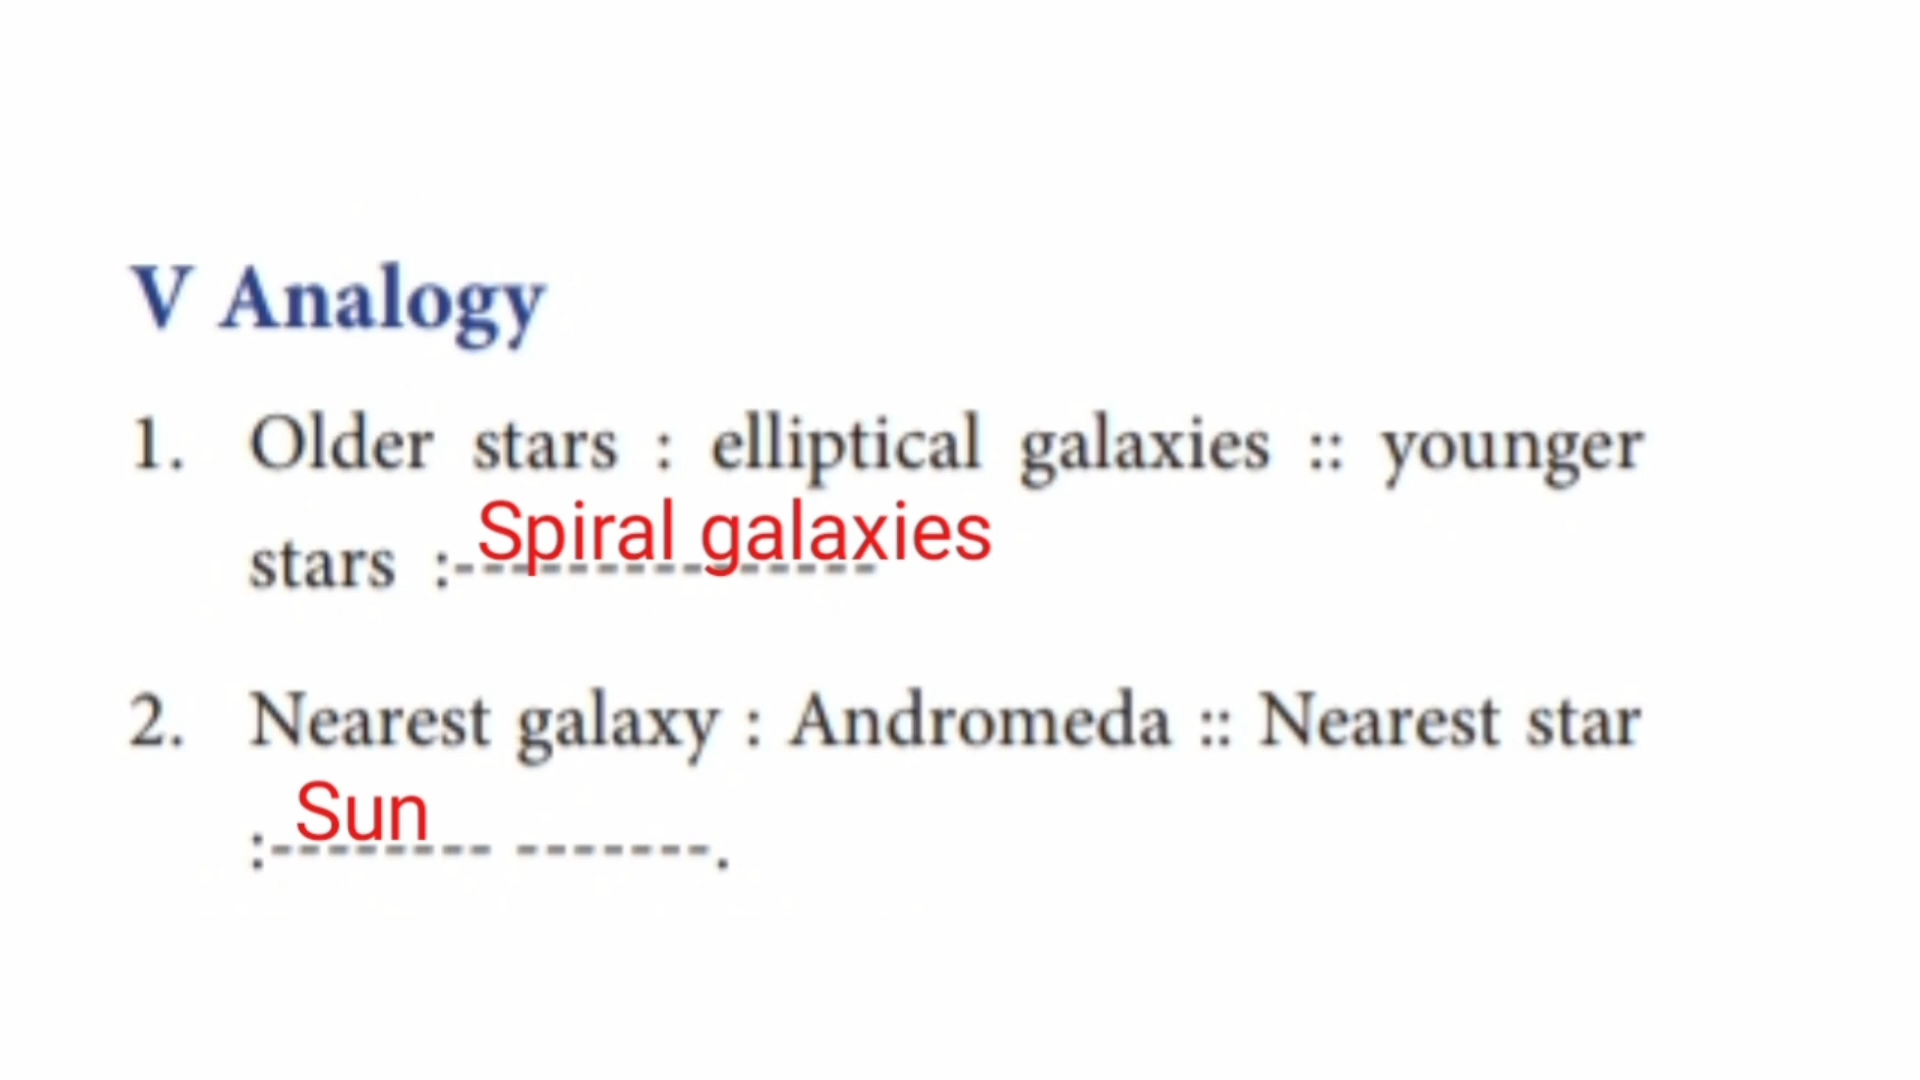 V Analogy
1. Older stars : elliptical galaxies :: younger
Spiral galaxies
stars :---------------
2. Nearest galaxy : Andromeda :: Nearest star
Sun
:-------- -------.